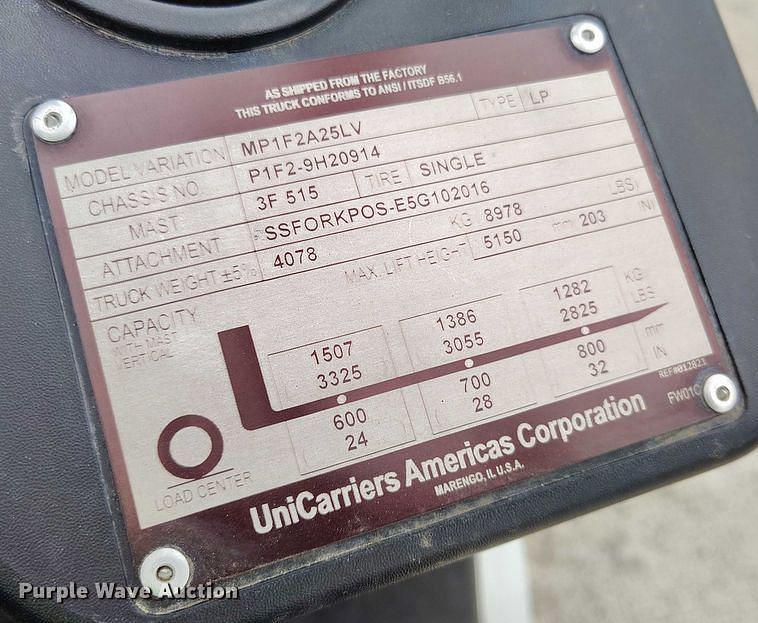 AS SHIPPED FROM THE FACTORY
THIS TRUCK CONFORMS TO ANSI / ITSDF B56.1
MODEL VARIATION MP1F2A25LV TYPE LP
CHASSIS NO. P1F2-9H20914
MAST 3F 515 TIRE SINGLE
ATTACHMENT SSFORKPOS-E5G102016
TRUCK WEIGHT ±5% 4078 KG 8978 LBS)
MAX. LIFT HEIGHT 5150 mm 203 IN)
CAPACITY
WITH MAST
VERTICAL
1507 1386 1282 KG
3325 3055 2825 LBS
600 700 800 mm
24 28 32 IN
LOAD CENTER
REF#012821
FW01C
UniCarriers Americas Corporation
MARENGO, IL U.S.A.
Purple Wave Auction